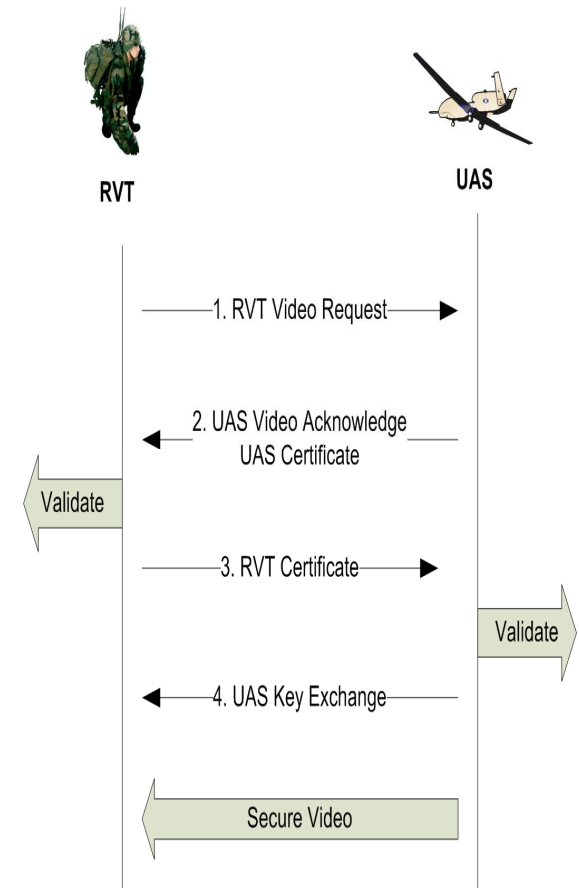 RVT
UAS
1. RVT Video Request
2. UAS Video Acknowledge
UAS Certificate
Validate
3. RVT Certificate
Validate
4. UAS Key Exchange
Secure Video